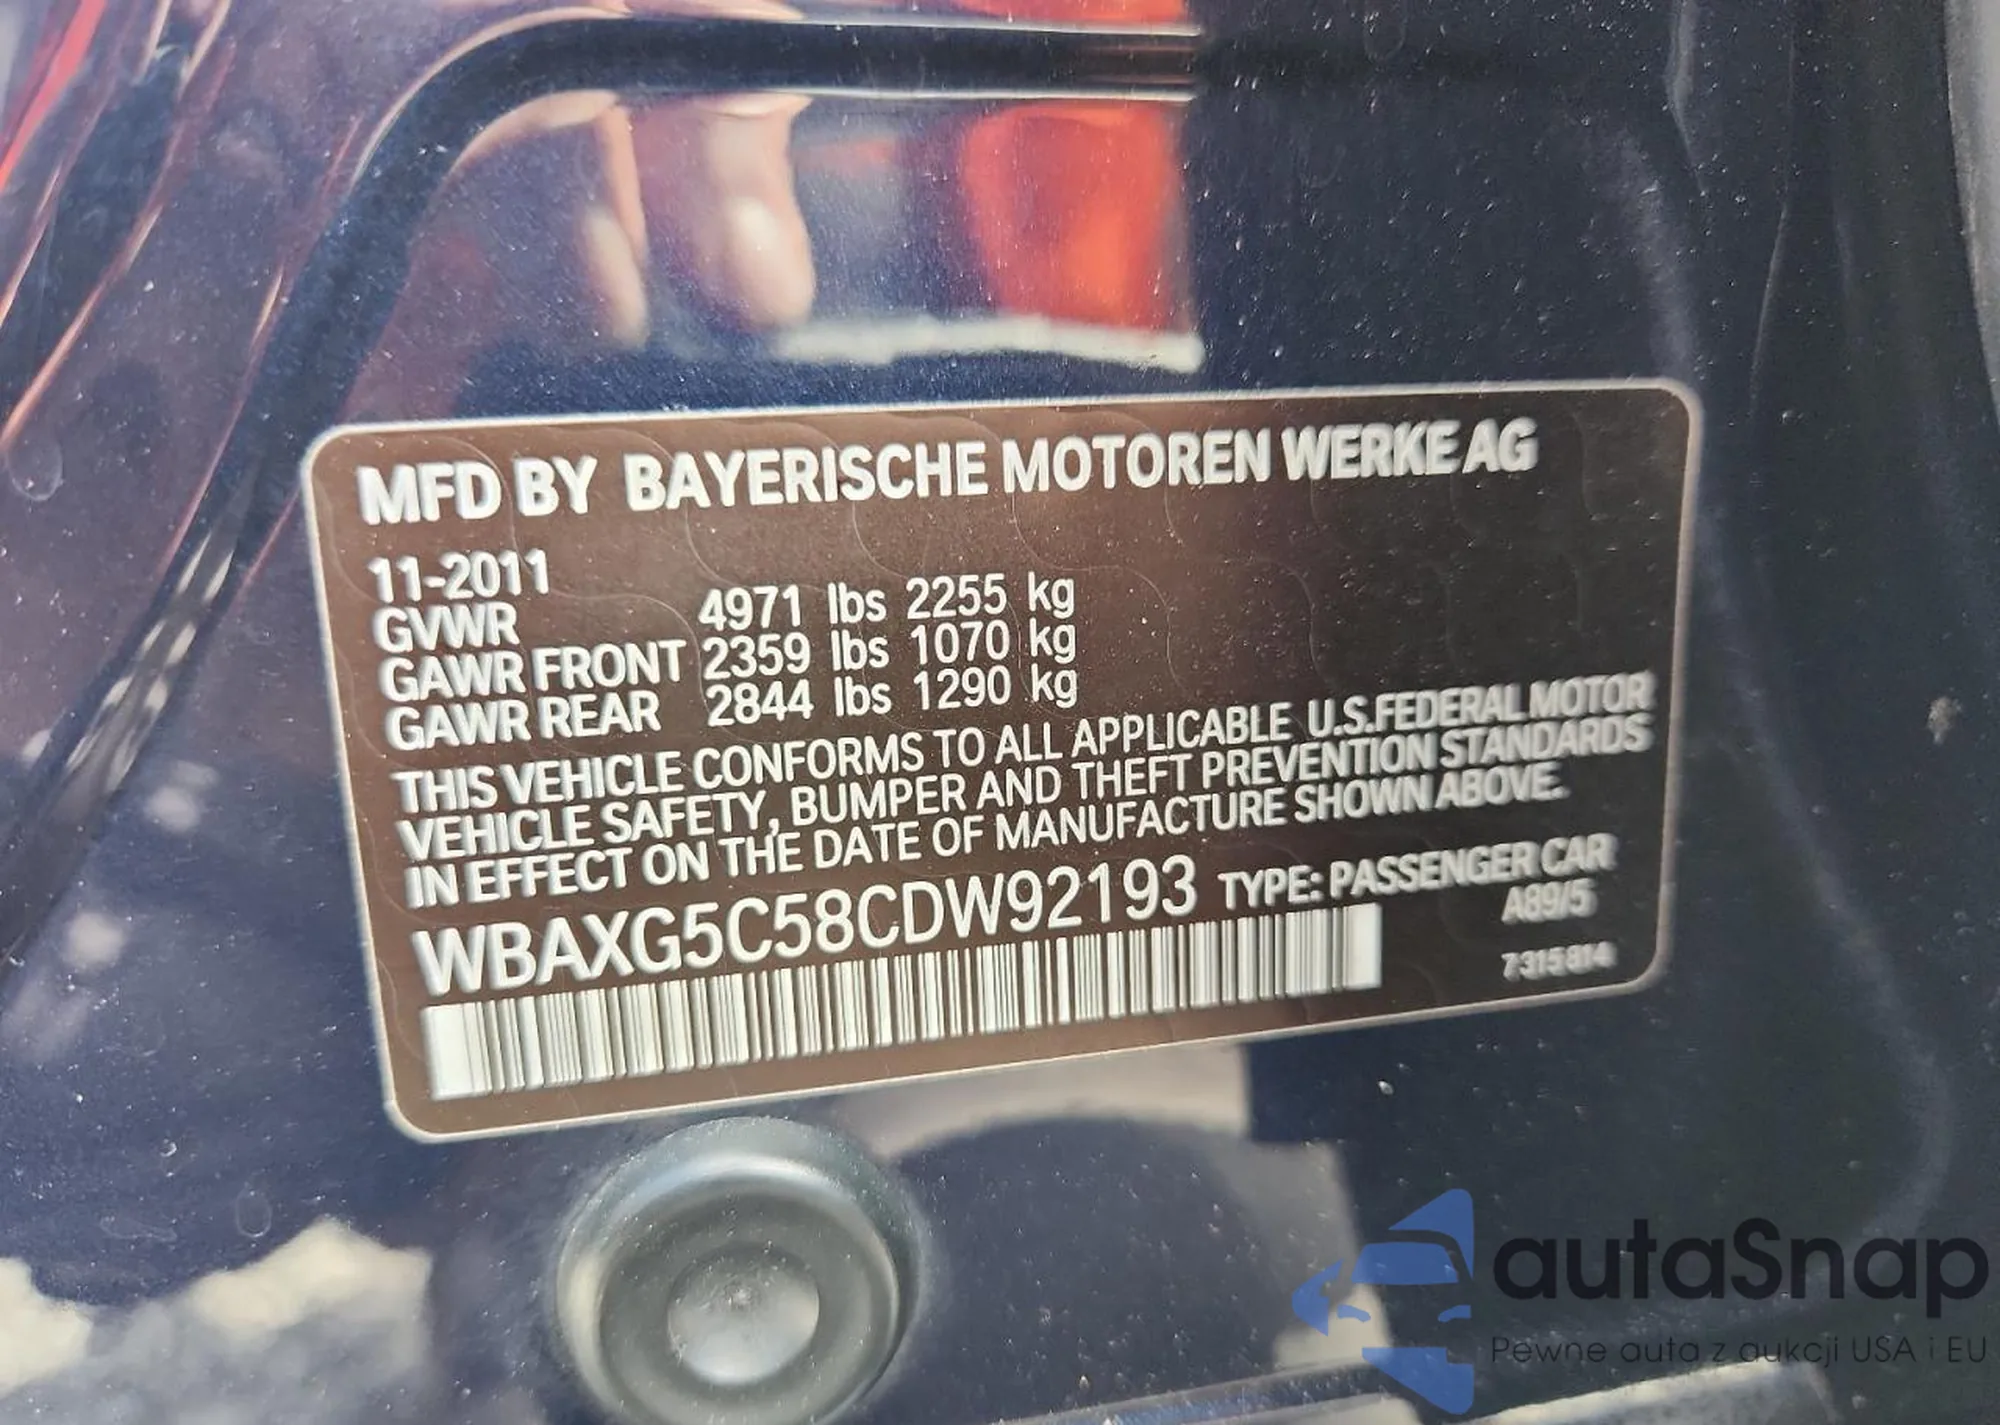 MFD BY BAYERISCHE MOTOREN WERKE AG
11-2011
GVWR 4971 lbs 2255 kg
GAWR FRONT 2359 lbs 1070 kg
GAWR REAR 2844 lbs 1290 kg
THIS VEHICLE CONFORMS TO ALL APPLICABLE U.S.FEDERAL MOTOR
VEHICLE SAFETY, BUMPER AND THEFT PREVENTION STANDARDS
IN EFFECT ON THE DATE OF MANUFACTURE SHOWN ABOVE.
WBAXG5C58CDW92193 TYPE: PASSENGER CAR
A89/5
7315814
autaSnap
Pewne auta z aukcji USA i EU